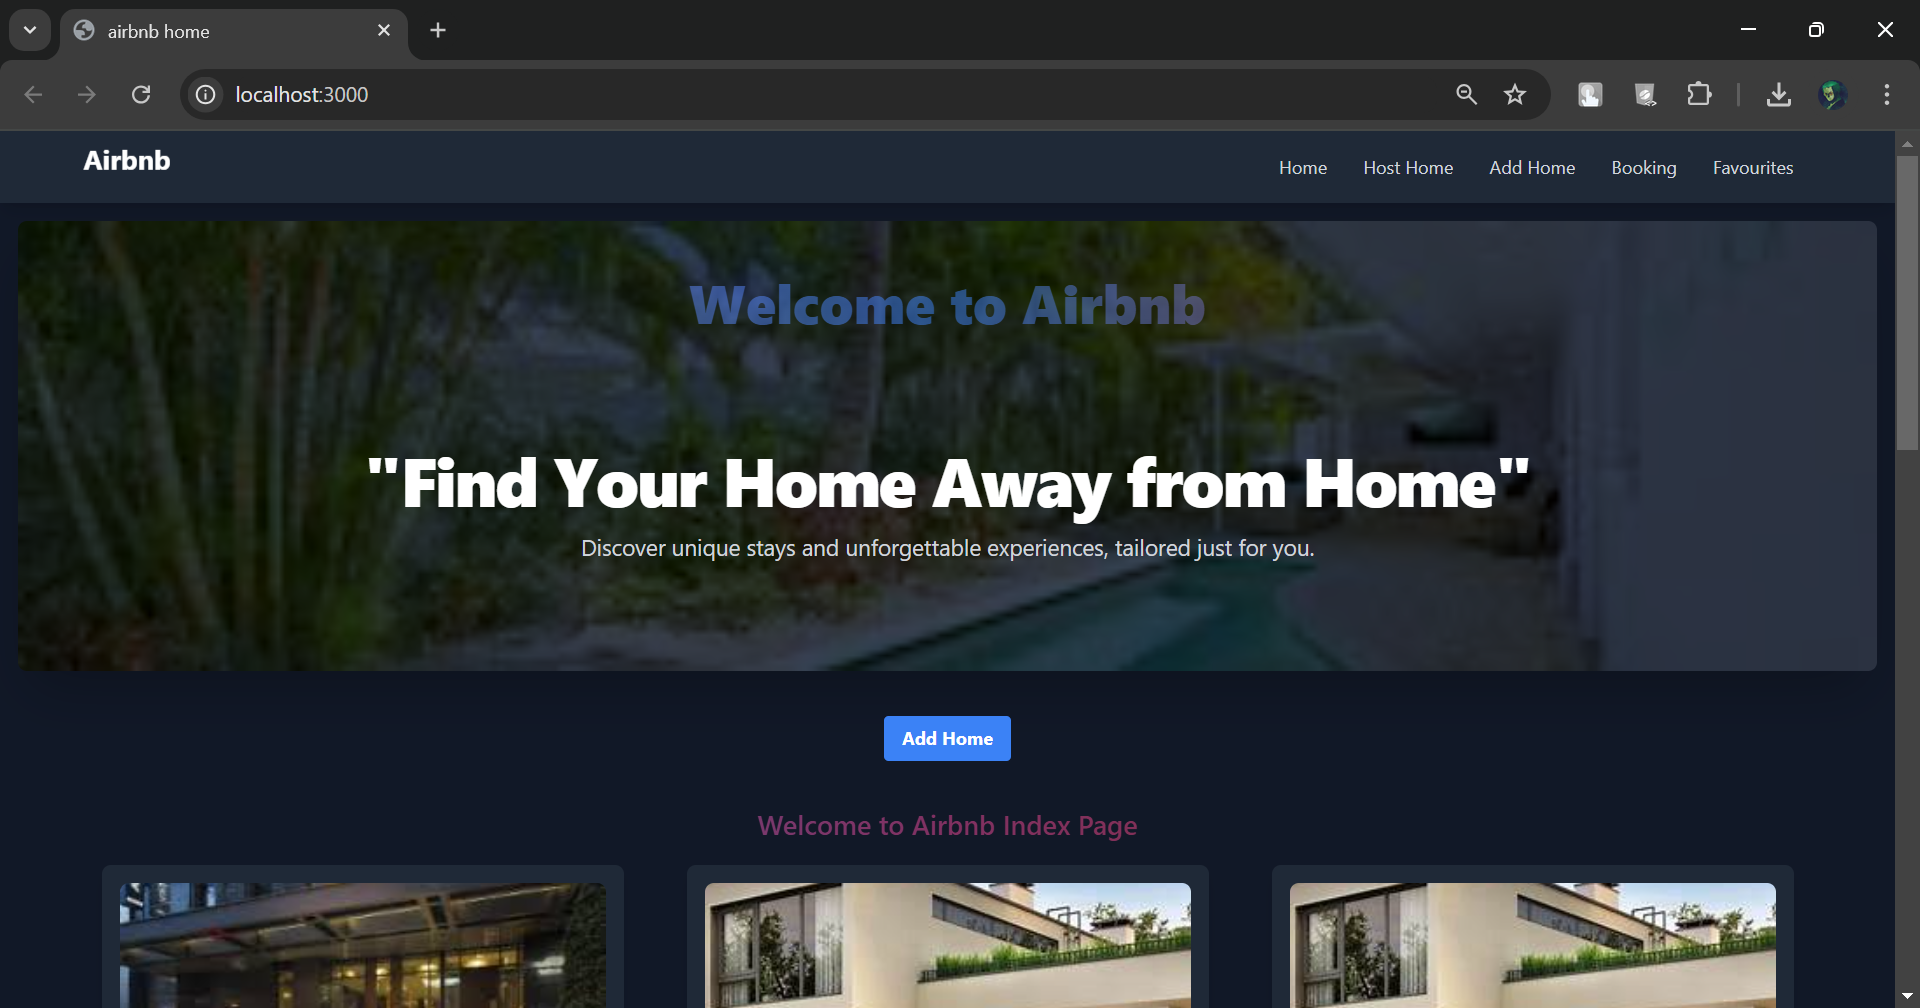 airbnb home
localhost:3000
Airbnb
Home Host Home Add Home Booking Favourites
Welcome to Airbnb
"Find Your Home Away from Home"
Discover unique stays and unforgettable experiences, tailored just for you.
Add Home
Welcome to Airbnb Index Page